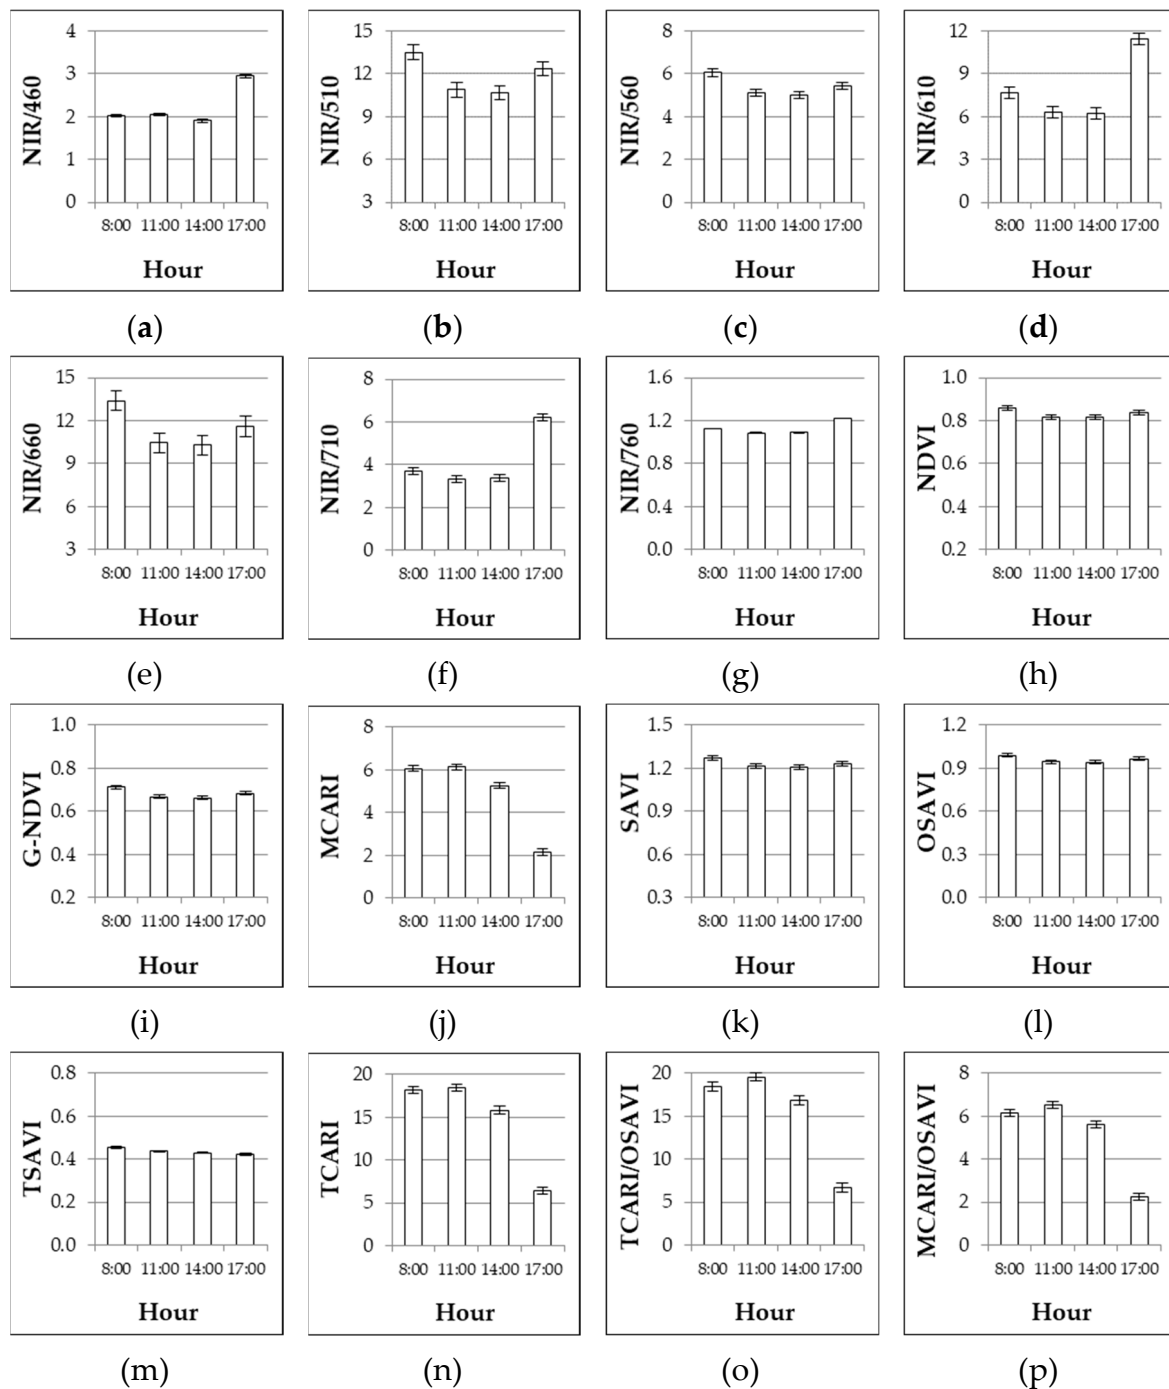 NIR/460
4
3
2
1
0
8:00 11:00 14:00 17:00
Hour
(a)
NIR/510
15
12
9
6
3
8:00 11:00 14:00 17:00
Hour
(b)
NIR/560
8
6
4
2
0
8:00 11:00 14:00 17:00
Hour
(c)
NIR/610
12
9
6
3
0
8:00 11:00 14:00 17:00
Hour
(d)
NIR/660
15
12
9
6
3
8:00 11:00 14:00 17:00
Hour
(e)
NIR/710
8
6
4
2
0
8:00 11:00 14:00 17:00
Hour
(f)
NIR/760
1.6
1.2
0.8
0.4
0.0
8:00 11:00 14:00 17:00
Hour
(g)
NDVI
1.0
0.8
0.6
0.4
0.2
8:00 11:00 14:00 17:00
Hour
(h)
G-NDVI
1.0
0.8
0.6
0.4
0.2
8:00 11:00 14:00 17:00
Hour
(i)
MCARI
8
6
4
2
0
8:00 11:00 14:00 17:00
Hour
(j)
SAVI
1.5
1.2
0.9
0.6
0.3
8:00 11:00 14:00 17:00
Hour
(k)
OSAVI
1.2
0.9
0.6
0.3
0.0
8:00 11:00 14:00 17:00
Hour
(l)
TSAVI
0.8
0.6
0.4
0.2
0.0
8:00 11:00 14:00 17:00
Hour
(m)
TCARI
20
15
10
5
0
8:00 11:00 14:00 17:00
Hour
(n)
TCARI/OSAVI
20
15
10
5
0
8:00 11:00 14:00 17:00
Hour
(o)
MCARI/OSAVI
8
6
4
2
0
8:00 11:00 14:00 17:00
Hour
(p)